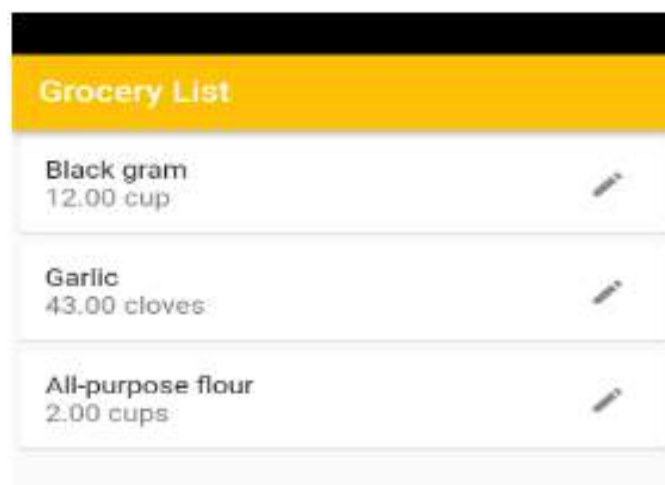 Grocery List
Black gram
12.00 cup
Garlic
43.00 cloves
All-purpose flour
2.00 cups